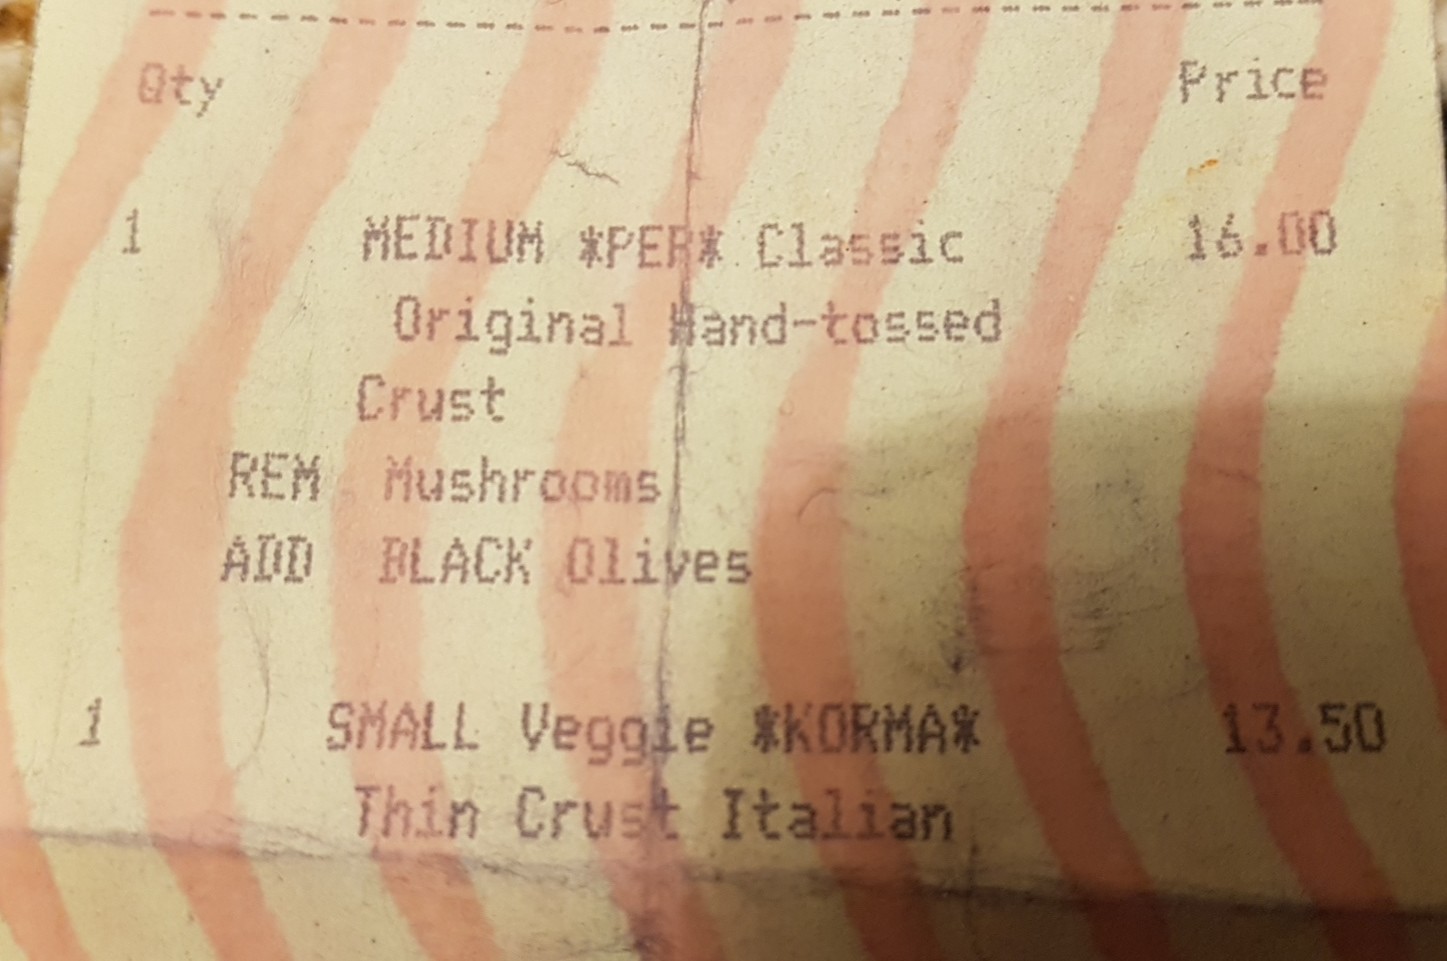 Qty Price
1 MEDIUM *PER* Classic 16.00
Original Hand-tossed
Crust
REM Mushrooms
ADD BLACK Olives
1 SMALL Veggie *KORMA* 13.50
Thin Crust Italian